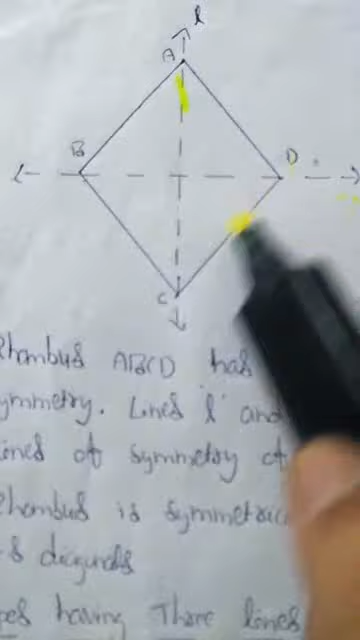 l
A
B
D
C
Rhombus ABCD has
symmetry. Lines 'l' and
lines of symmetry of
Rhombus is symmetric
diagonals
having Three lines